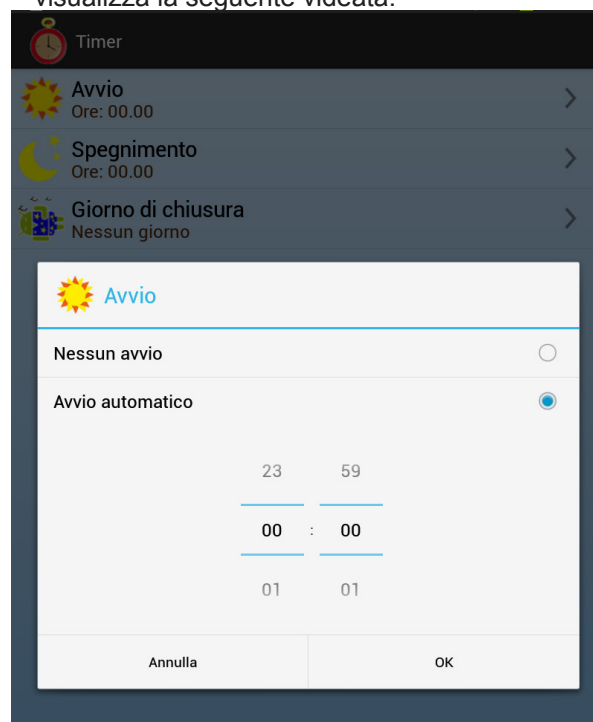 visualizza la seguente videata:
Timer
Avvio
Ore: 00.00
Spegnimento
Ore: 00.00
Giorno di chiusura
Nessun giorno
Avvio
Nessun avvio
Avvio automatico
23 59
00 : 00
01 01
Annulla OK